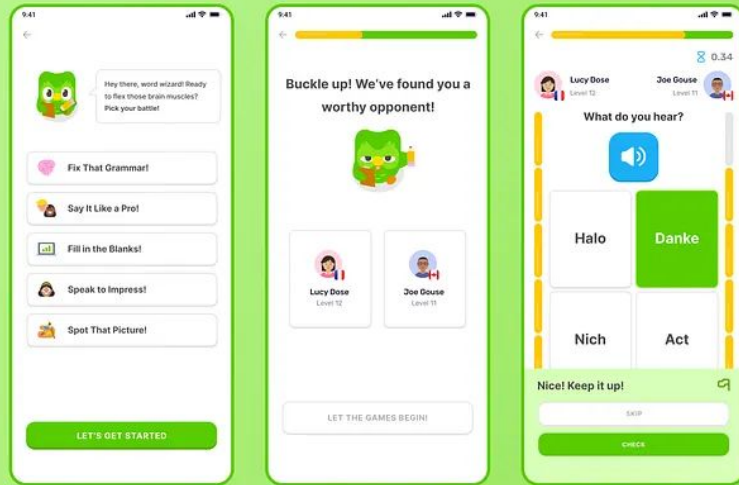 9:41
Hey there, word wizard! Ready
to flex those brain muscles?
Pick your battle!
Fix That Grammar!
Say It Like a Pro!
Fill in the Blanks!
Speak to Impress!
Spot That Picture!
LET'S GET STARTED
9:41
Buckle up! We've found you a
worthy opponent!
Lucy Dose
Level 12
Joe Gouse
Level 11
LET THE GAMES BEGIN!
9:41
0.34
Lucy Dose
Level 12
Joe Gouse
Level 11
What do you hear?
Halo
Danke
Nich
Act
Nice! Keep it up!
SKIP
CHECK